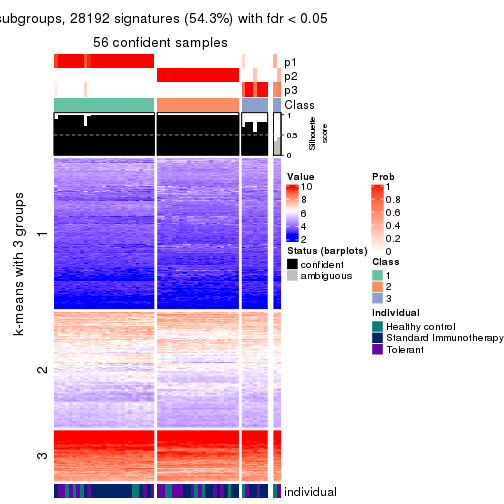 subgroups, 28192 signatures (54.3%) with fdr < 0.05
56 confident samples
p1
p2
p3
Class
1
0.5
0
Silhouette
score
k-means with 3 groups
1
2
3
individual
Value
10
8
6
4
2
Status (barplots)
confident
ambiguous
Prob
1
0.8
0.6
0.4
0.2
0
Class
1
2
3
individual
Healthy control
Standard Immunotherapy
Tolerant